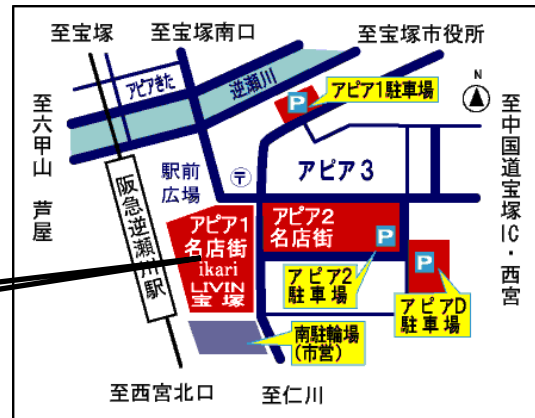 至宝塚
至宝塚南口
至宝塚市役所
アピアきた
逆瀬川
P
アピア1駐車場
N
至六甲山 芦屋
至中国道宝塚IC・西宮
駅前
広場
〒
アピア3
阪急逆瀬川駅
アピア1
名店街
ikari
LIVIN
宝塚
アピア2
名店街
P
P
アピア2
駐車場
アピアD
駐車場
南駐輪場
(市営)
至西宮北口
至仁川